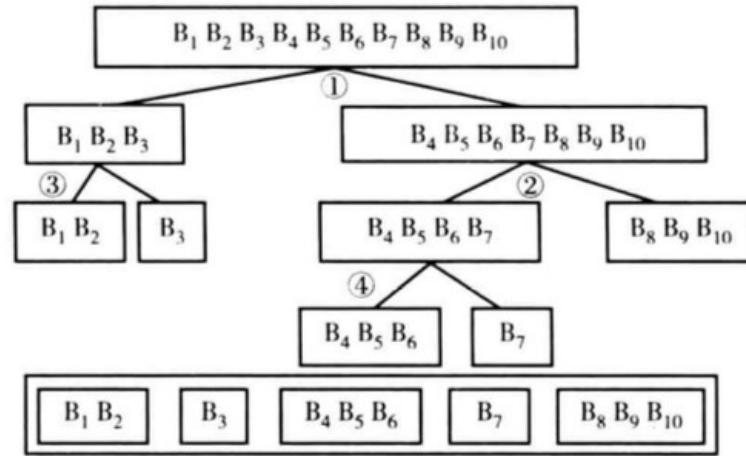 B₁ B₂ B₃ B₄ B₅ B₆ B₇ B₈ B₉ B₁₀
①
B₁ B₂ B₃
B₄ B₅ B₆ B₇ B₈ B₉ B₁₀
③
②
B₁ B₂
B₃
B₄ B₅ B₆ B₇
B₈ B₉ B₁₀
④
B₄ B₅ B₆
B₇
B₁ B₂
B₃
B₄ B₅ B₆
B₇
B₈ B₉ B₁₀